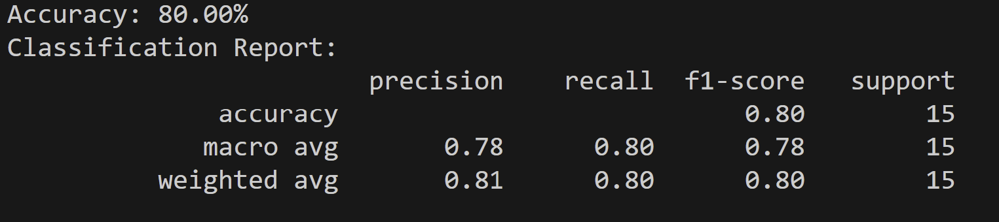 Accuracy: 80.00%
Classification Report:
precision recall f1-score support
accuracy 0.80 15
macro avg 0.78 0.80 0.78 15
weighted avg 0.81 0.80 0.80 15